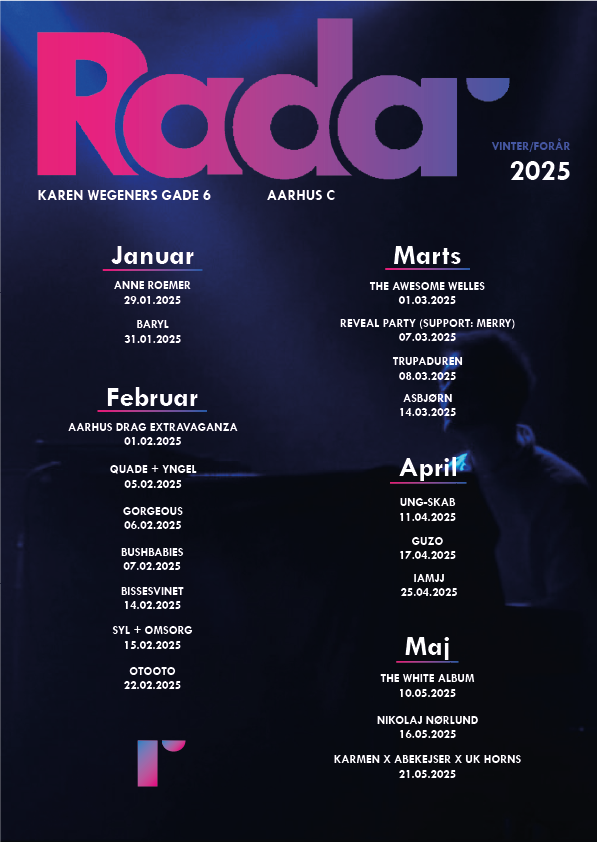 Radar
VINTER/FORÅR
2025
KAREN WEGENERS GADE 6
AARHUS C
Januar
ANNE ROEMER
29.01.2025
BARYL
31.01.2025
Februar
AARHUS DRAG EXTRAVAGANZA
01.02.2025
QUADE + YNGEL
05.02.2025
GORGEOUS
06.02.2025
BUSHBABIES
07.02.2025
BISSESVINET
14.02.2025
SYL + OMSORG
15.02.2025
OTOOTO
22.02.2025
Marts
THE AWESOME WELLES
01.03.2025
REVEAL PARTY (SUPPORT: MERRY)
07.03.2025
TRUPADUREN
08.03.2025
ASBJØRN
14.03.2025
April
UNG-SKAB
11.04.2025
GUZO
17.04.2025
IAMJJ
25.04.2025
Maj
THE WHITE ALBUM
10.05.2025
NIKOLAJ NØRLUND
16.05.2025
KARMEN X ABEKEJSER X UK HORNS
21.05.2025
r